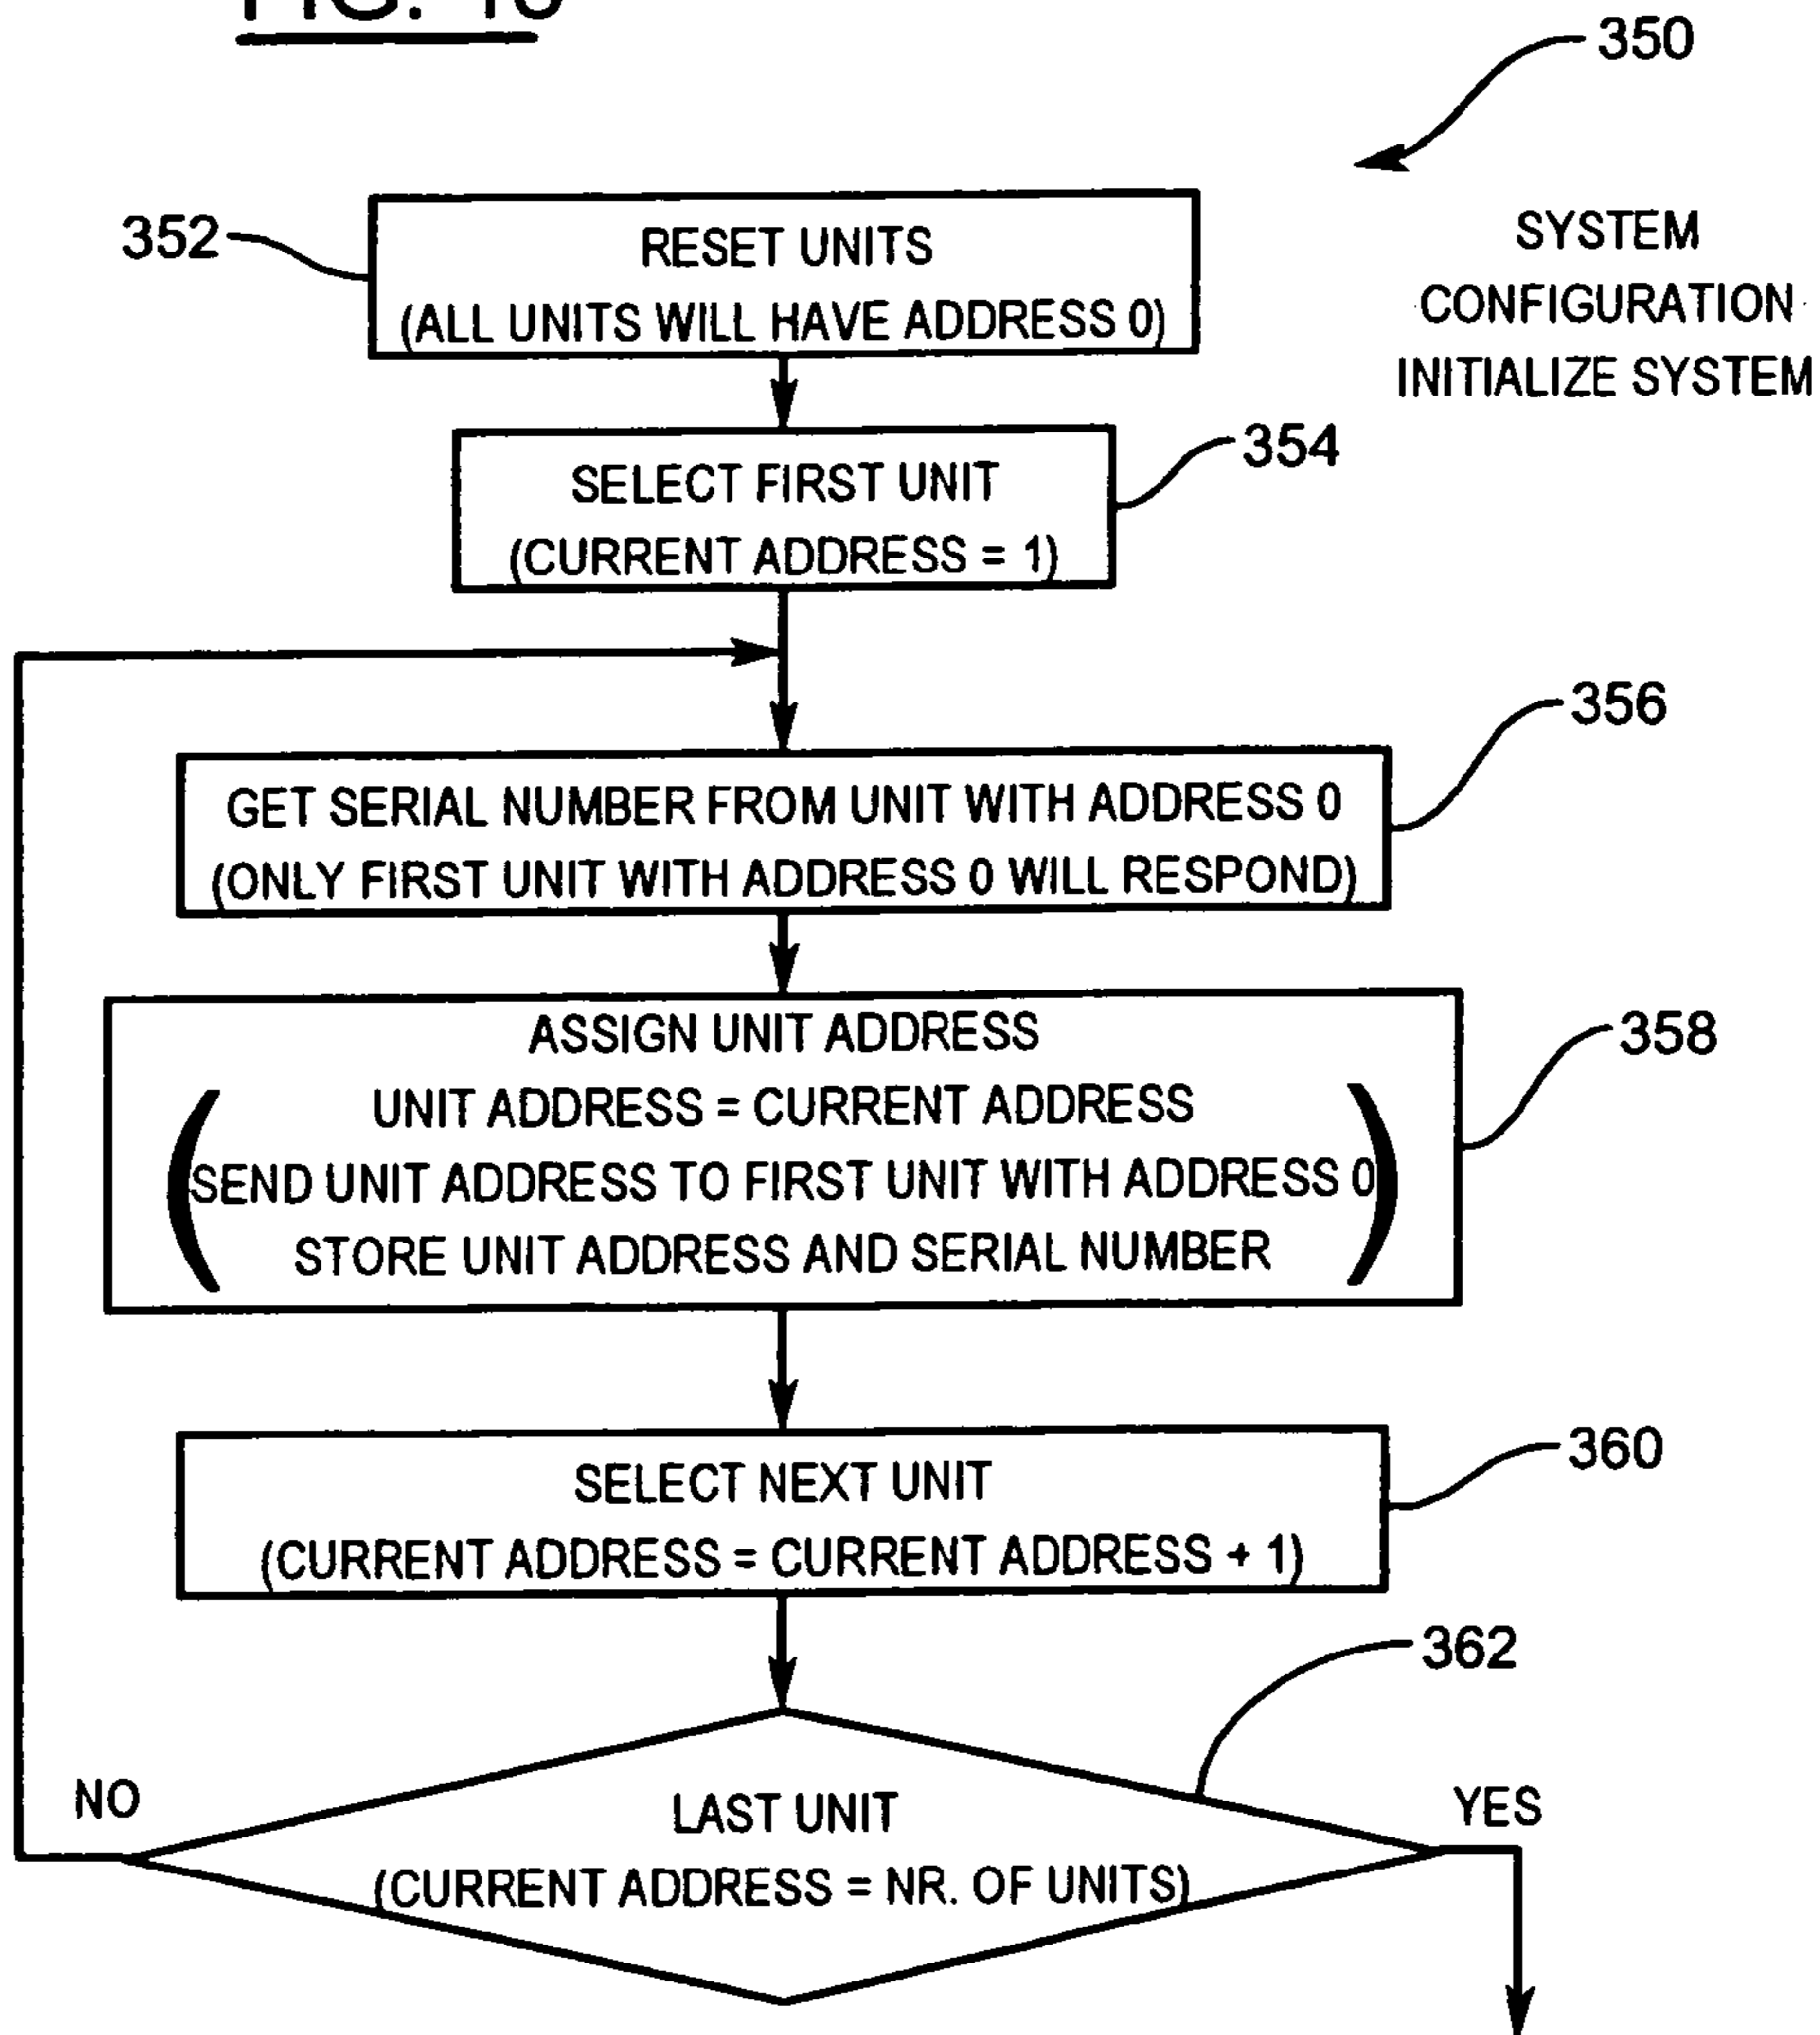 350
352
RESET UNITS
(ALL UNITS WILL HAVE ADDRESS 0)
SYSTEM
CONFIGURATION
INITIALIZE SYSTEM
354
SELECT FIRST UNIT
(CURRENT ADDRESS = 1)
356
GET SERIAL NUMBER FROM UNIT WITH ADDRESS 0
(ONLY FIRST UNIT WITH ADDRESS 0 WILL RESPOND)
358
ASSIGN UNIT ADDRESS
(UNIT ADDRESS = CURRENT ADDRESS
SEND UNIT ADDRESS TO FIRST UNIT WITH ADDRESS 0
STORE UNIT ADDRESS AND SERIAL NUMBER)
360
SELECT NEXT UNIT
(CURRENT ADDRESS = CURRENT ADDRESS + 1)
362
NO
LAST UNIT
(CURRENT ADDRESS = NR. OF UNITS)
YES